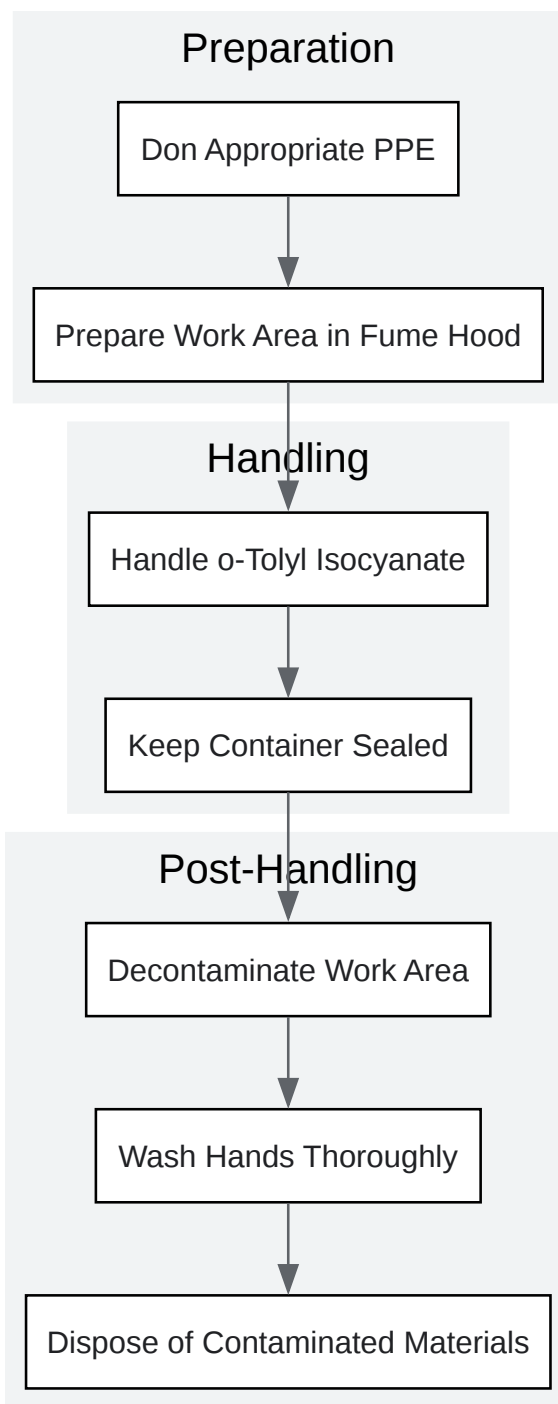 Preparation
Don Appropriate PPE
Prepare Work Area in Fume Hood
Handling
Handle o-Tolyl Isocyanate
Keep Container Sealed
Post-Handling
Decontaminate Work Area
Wash Hands Thoroughly
Dispose of Contaminated Materials